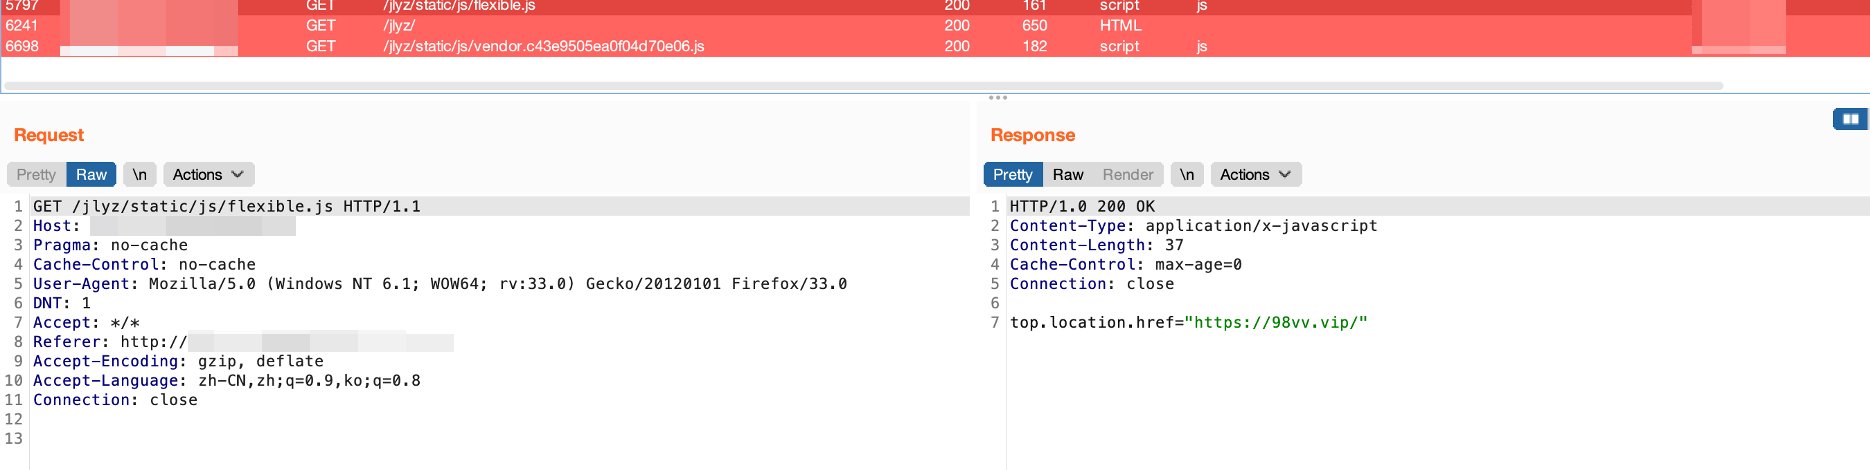 5797 GET /jlyz/static/js/flexible.js 200 161 script js
6241 GET /jlyz/ 200 650 HTML
6698 GET /jlyz/static/js/vendor.c43e9505ea0f04d70e06.js 200 182 script js
Request
Pretty Raw \n Actions
1 GET /jlyz/static/js/flexible.js HTTP/1.1
2 Host:
3 Pragma: no-cache
4 Cache-Control: no-cache
5 User-Agent: Mozilla/5.0 (Windows NT 6.1; WOW64; rv:33.0) Gecko/20120101 Firefox/33.0
6 DNT: 1
7 Accept: */*
8 Referer: http://
9 Accept-Encoding: gzip, deflate
10 Accept-Language: zh-CN,zh;q=0.9,ko;q=0.8
11 Connection: close
12
13
Response
Pretty Raw Render \n Actions
1 HTTP/1.0 200 OK
2 Content-Type: application/x-javascript
3 Content-Length: 37
4 Cache-Control: max-age=0
5 Connection: close
6
7 top.location.href="https://98vv.vip/"